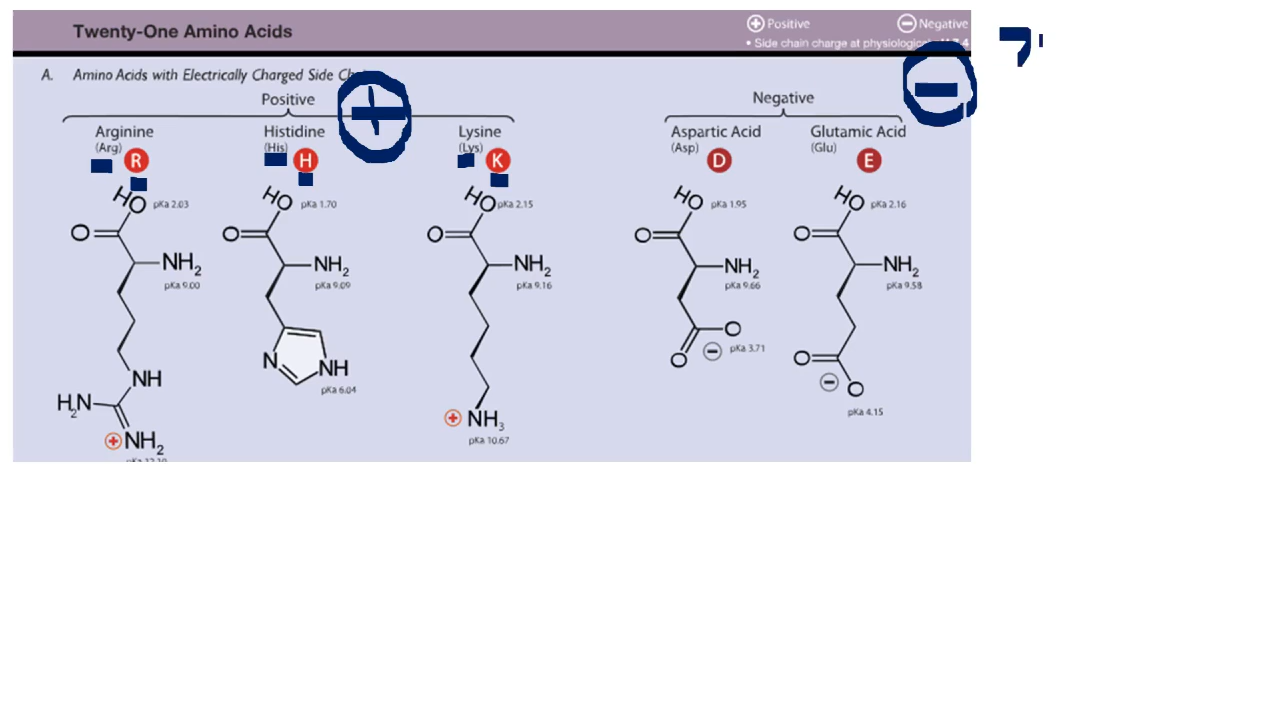 Twenty-One Amino Acids
+ Positive − Negative
• Side chain charge at physiological 7.4
7
A. Amino Acids with Electrically Charged Side
+ −
Positive Negative
Arginine Histidine Lysine Aspartic Acid Glutamic Acid
(Arg) (His) (Lys) (Asp) (Glu)
R H K D E
HO pKa 2.03 HO pKa 1.70 HO pKa 2.15 HO pKa 1.95 HO pKa 2.16
O O O O O
NH2 NH2 NH2 NH2 NH2
pKa 9.00 pKa 9.09 pKa 9.16 pKa 9.66 pKa 9.58
O
N NH O − pKa 3.71 O −
NH pKa 6.04 O
H2N pKa 4.15
+ NH3
+ NH2 pKa 10.67